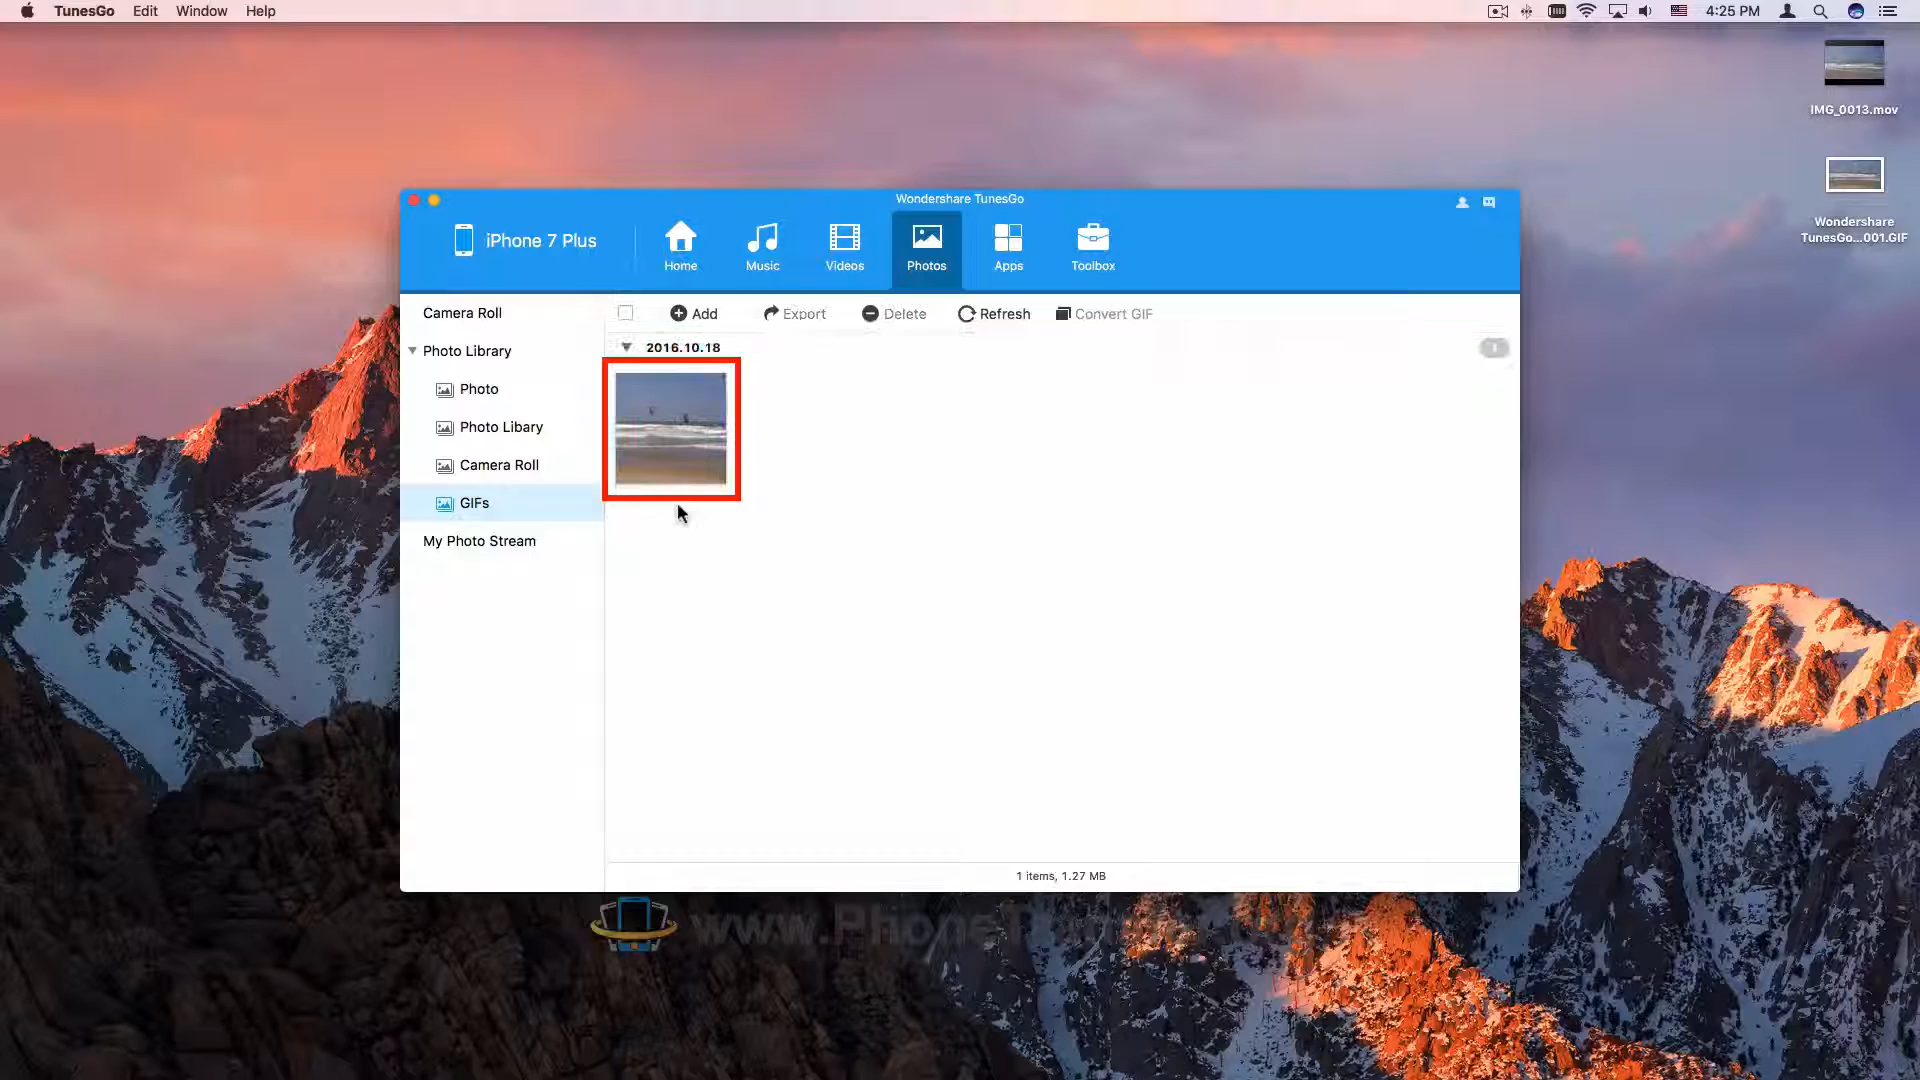 TunesGo Edit Window Help 4:25 PM
IMG_0013.mov
Wondershare
TunesGo...001.GIF
Wondershare TunesGo
iPhone 7 Plus
Home Music Videos Photos Apps Toolbox
Camera Roll
Add Export Delete Refresh Convert GIF
Photo Library
2016.10.18
Photo
Photo Libary
Camera Roll
GIFs
My Photo Stream
1 items, 1.27 MB